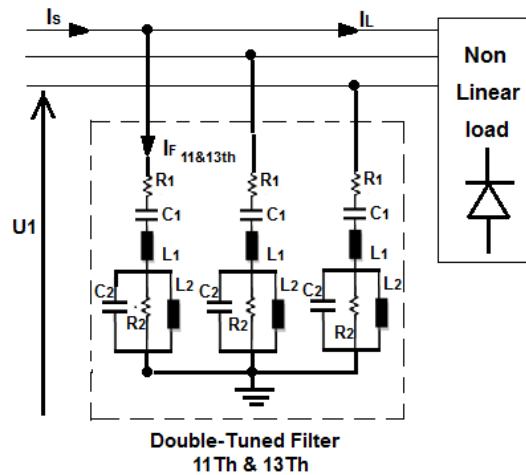 IS
IL
Non
Linear
load
IF 11&13th
U1
R1
R1
R1
C1
C1
C1
L1
L1
L1
C2
L2
C2
L2
C2
L2
R2
R2
R2
Double-Tuned Filter
11Th & 13Th